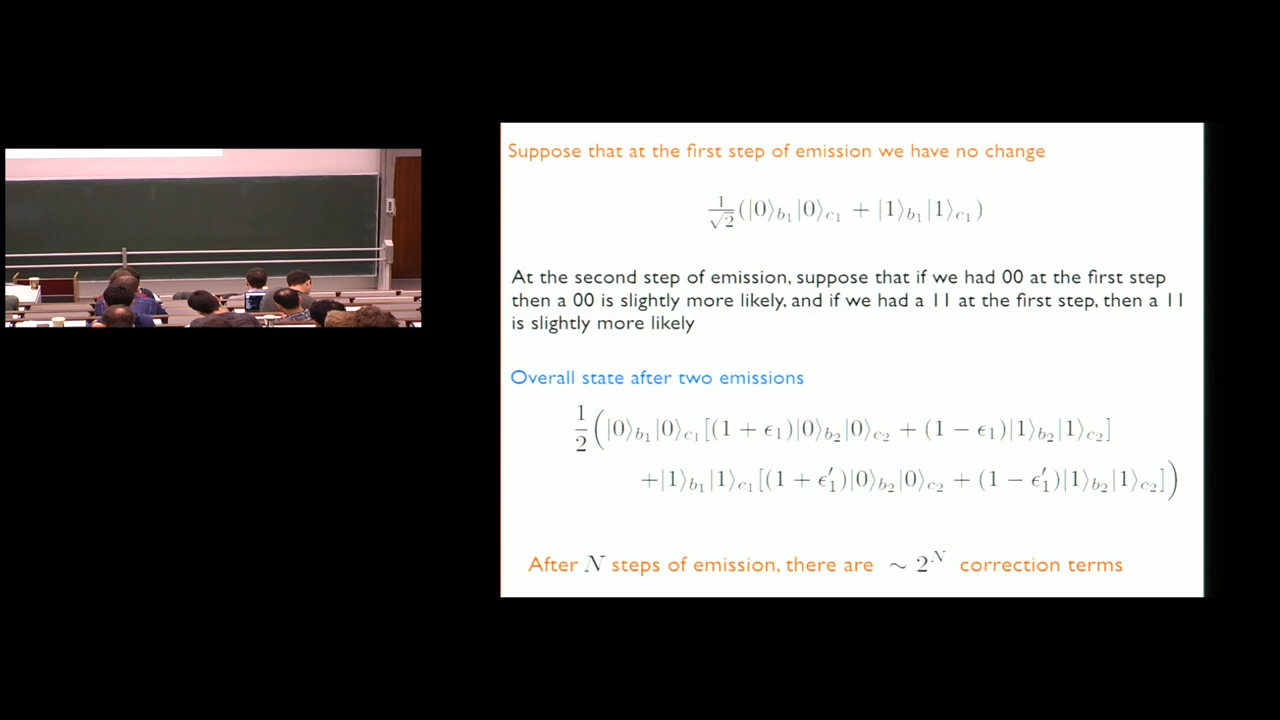 Suppose that at the first step of emission we have no change
$\frac{1}{\sqrt{2}}(|0\rangle_{b_1}|0\rangle_{c_1} + |1\rangle_{b_1}|1\rangle_{c_1})$
At the second step of emission, suppose that if we had 00 at the first step
then a 00 is slightly more likely, and if we had a 11 at the first step, then a 11
is slightly more likely
Overall state after two emissions
$\frac{1}{2}\Big(|0\rangle_{b_1}|0\rangle_{c_1}[(1+\epsilon_1)|0\rangle_{b_2}|0\rangle_{c_2} + (1-\epsilon_1)|1\rangle_{b_2}|1\rangle_{c_2}]$
$+|1\rangle_{b_1}|1\rangle_{c_1}[(1+\epsilon_1')|0\rangle_{b_2}|0\rangle_{c_2} + (1-\epsilon_1')|1\rangle_{b_2}|1\rangle_{c_2}]\Big)$
After $N$ steps of emission, there are $\sim 2^N$ correction terms